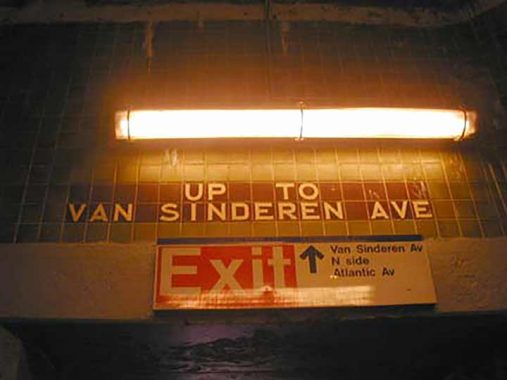 UP TO
VAN SINDEREN AVE
Exit
Van Sinderen Av
N side
Atlantic Av